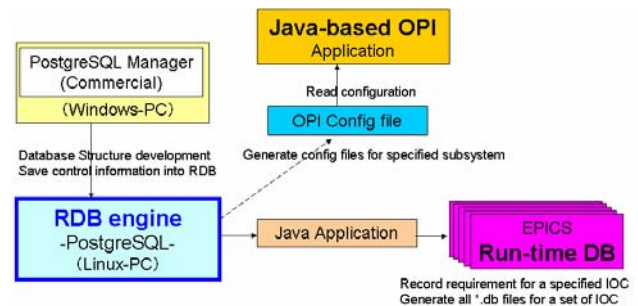 PostgreSQL Manager
(Commercial)
(Windows-PC)
Java-based OPI
Application
Read configuration
OPI Config file
Database Structure development
Save control information into RDB
Generate config files for specified subsystem
RDB engine
-PostgreSQL-
(Linux-PC)
Java Application
EPICS
Run-time DB
Record requirement for a specified IOC
Generate all *.db files for a set of IOC